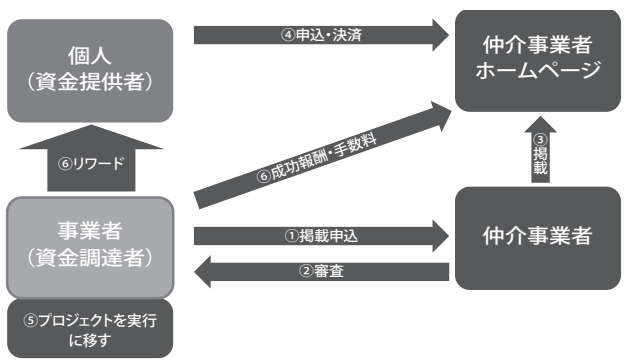 個人
（資金提供者）
④申込・決済
仲介事業者
ホームページ
⑥リワード
⑥成功報酬・手数料
③掲載
事業者
（資金調達者）
①掲載申込
②審査
仲介事業者
⑤プロジェクトを実行
に移す